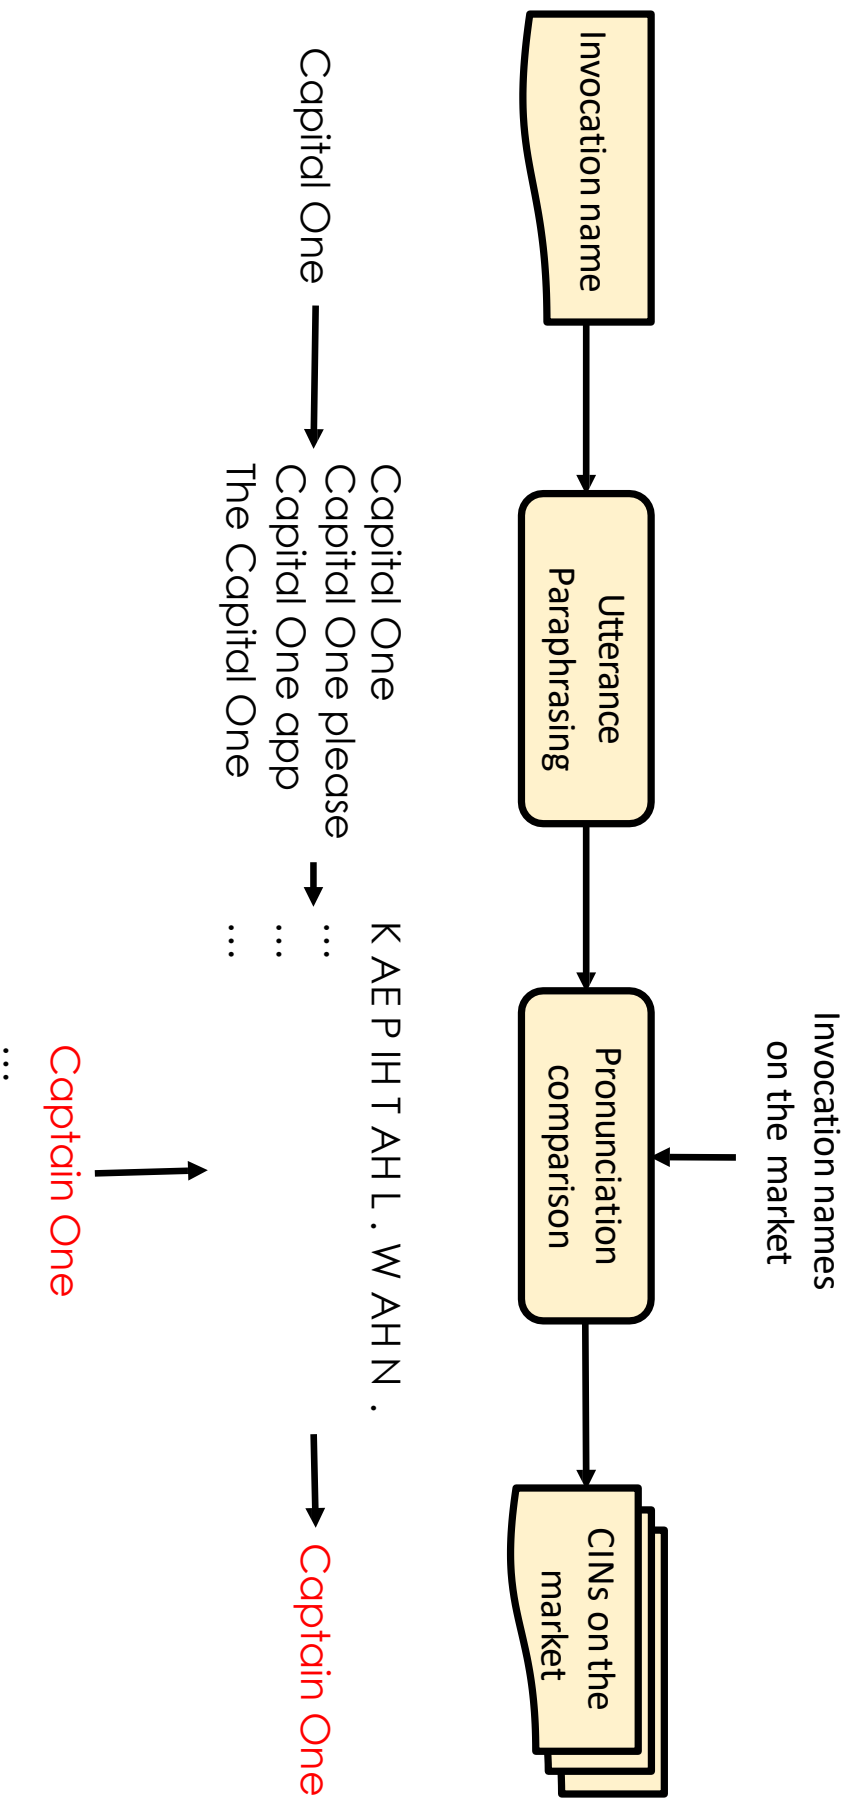 Invocation names
on the market
Invocation name
Utterance
Paraphrasing
Pronunciation
comparison
CINs on the
market
Capital One
Capital One
Capital One please
Capital One app
The Capital One
K AE P IH T AH L . W AH N .
...
...
...
Captain One
Captain One
...